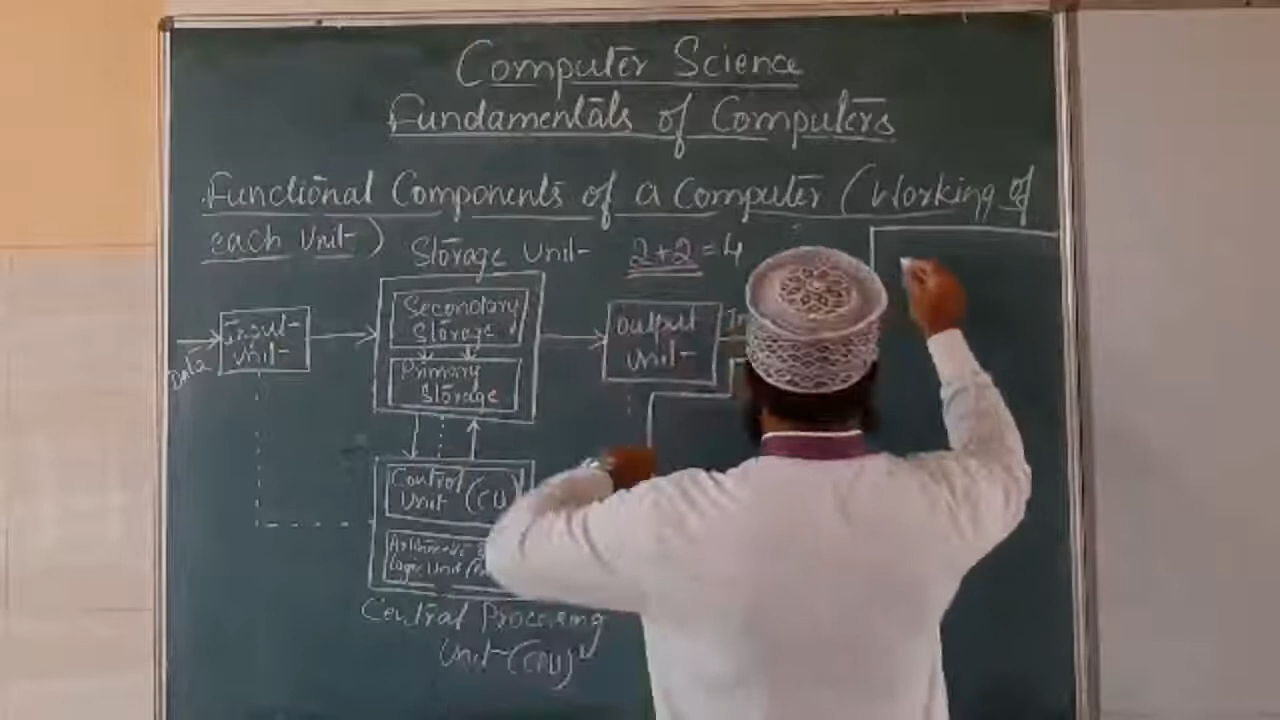 Computer Science
Fundamentals of Computers
Functional Components of a Computer (Working of
each Unit)
Storage Unit
2+2=4
Secondary
Storage
Input
Unit
Output
Unit
Data
Primary
Storage
Control
Unit (CU)
Arithmetic &
Logic Unit
Central Processing
Unit (CPU)